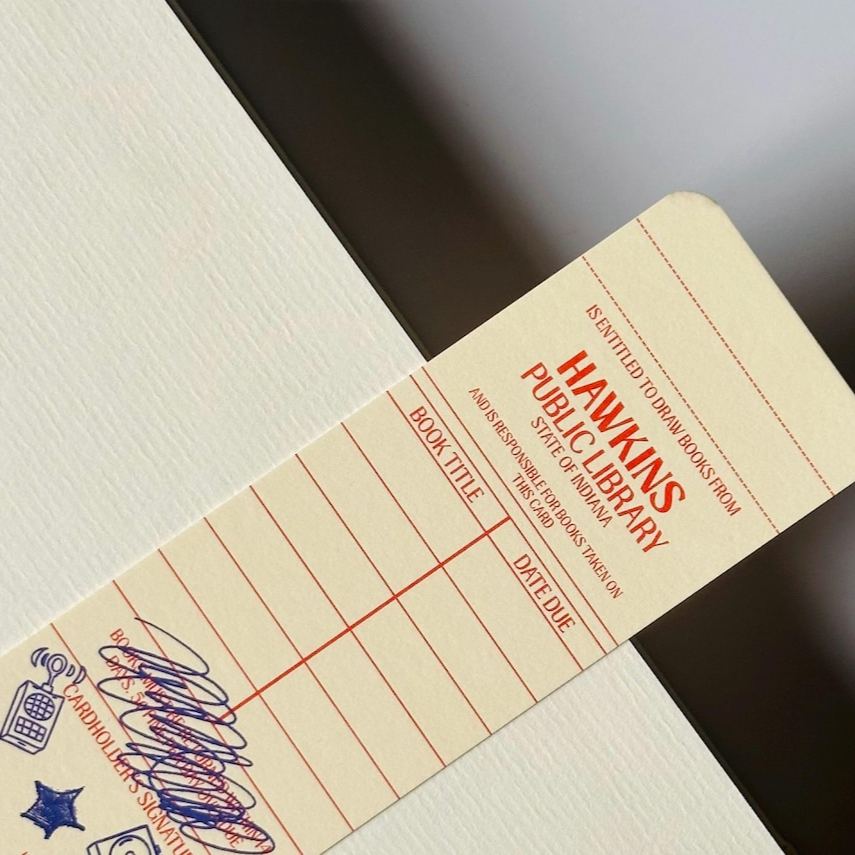 IS ENTITLED TO DRAW BOOKS FROM
HAWKINS
PUBLIC LIBRARY
STATE OF INDIANA
AND IS RESPONSIBLE FOR BOOKS TAKEN ON
THIS CARD
BOOK TITLE
DATE DUE
CARDHOLDER'S SIGNATURE